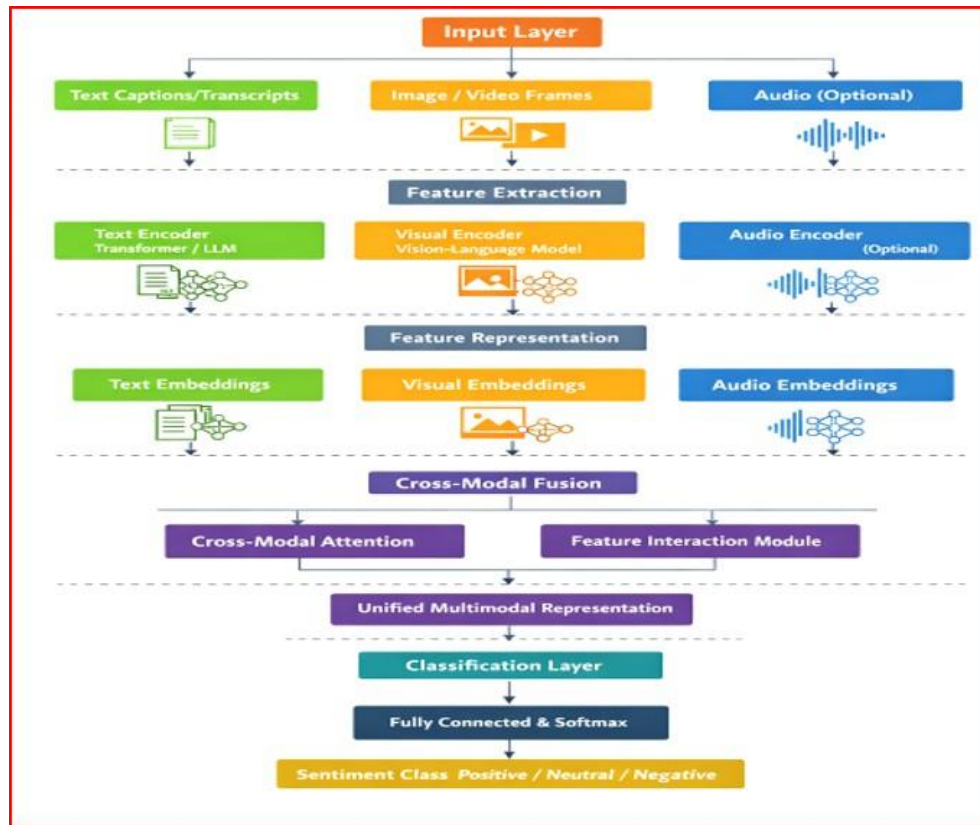 Input Layer
Text Captions/Transcripts
Image / Video Frames
Audio (Optional)
Feature Extraction
Text Encoder
Transformer / LLM
Visual Encoder
Vision-Language Model
Audio Encoder
(Optional)
Feature Representation
Text Embeddings
Visual Embeddings
Audio Embeddings
Cross-Modal Fusion
Cross-Modal Attention
Feature Interaction Module
Unified Multimodal Representation
Classification Layer
Fully Connected & Softmax
Sentiment Class Positive / Neutral / Negative